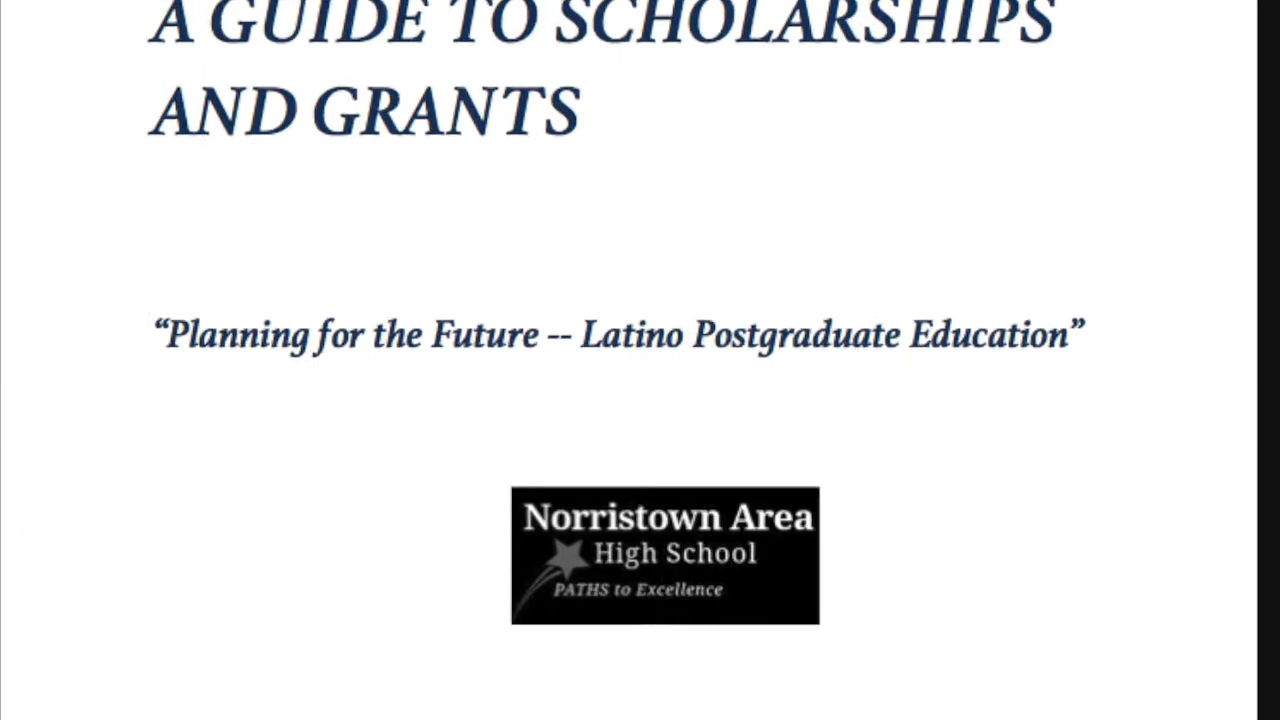 A GUIDE TO SCHOLARSHIPS
AND GRANTS
“Planning for the Future -- Latino Postgraduate Education”
Norristown Area
High School
PATHS to Excellence